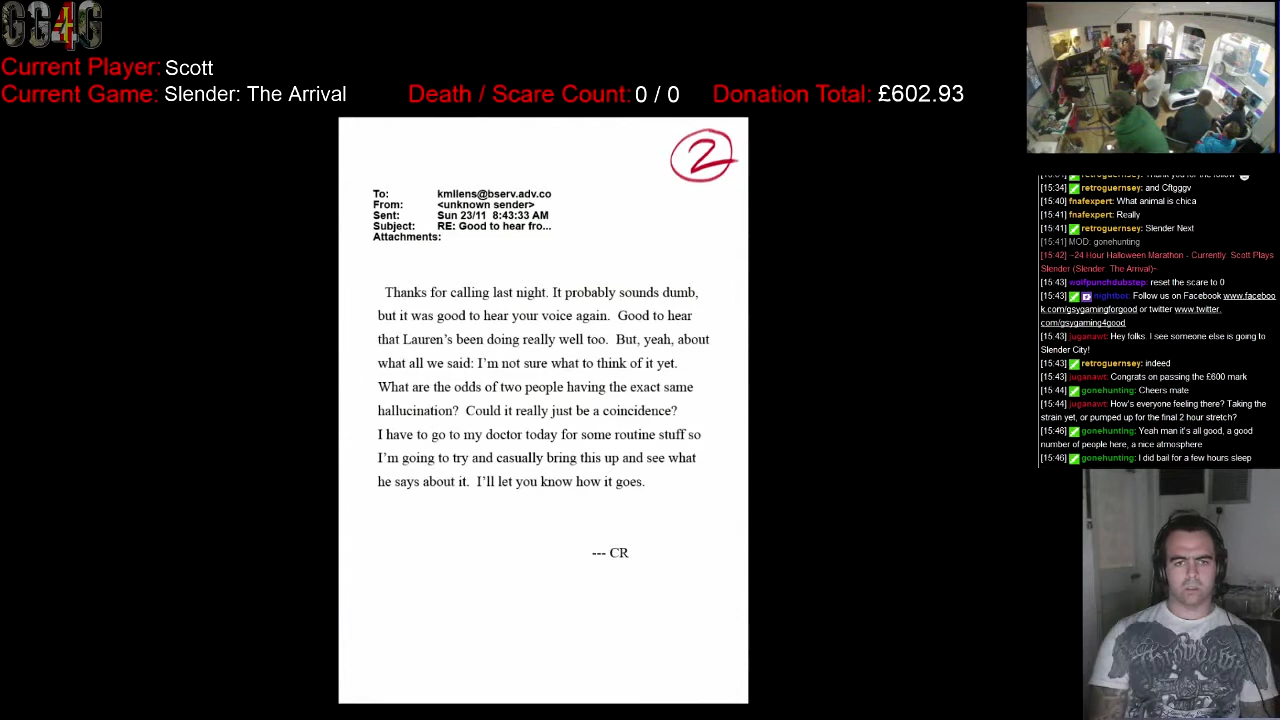 GG4G
Current Player: Scott
Current Game: Slender: The Arrival
Death / Scare Count: 0 / 0
Donation Total: £602.93
2
To: kmllens@bserv.adv.co
From: <unknown sender>
Sent: Sun 23/11 8:43:33 AM
Subject: RE: Good to hear fro...
Attachments:
Thanks for calling last night. It probably sounds dumb,
but it was good to hear your voice again. Good to hear
that Lauren's been doing really well too. But, yeah, about
what all we said: I'm not sure what to think of it yet.
What are the odds of two people having the exact same
hallucination? Could it really just be a coincidence?
I have to go to my doctor today for some routine stuff so
I'm going to try and casually bring this up and see what
he says about it. I'll let you know how it goes.
--- CR
retroguernsey: Thank you for the follow
[15:34] retroguernsey: and Cftgggv
[15:40] fnafexpert: What animal is chica
[15:41] fnafexpert: Really
[15:41] retroguernsey: Slender Next
[15:41] MOD: gonehunting
[15:42] ~24 Hour Halloween Marathon - Currently: Scott Plays
Slender (Slender: The Arrival)~
[15:43] wolfpunchdubstep: reset the scare to 0
[15:43] nightbot: Follow us on Facebook www.faceboo
k.com/gsygamingforgood or twitter www.twitter.
com/gsygaming4good
[15:43] juganawt: Hey folks. I see someone else is going to
Slender City!
[15:43] retroguernsey: indeed
[15:43] juganawt: Congrats on passing the £600 mark
[15:44] gonehunting: Cheers mate
[15:44] juganawt: How's everyone feeling there? Taking the
strain yet, or pumped up for the final 2 hour stretch?
[15:46] gonehunting: Yeah man it's all good, a good
number of people here, a nice atmosphere
[15:46] gonehunting: I did bail for a few hours sleep